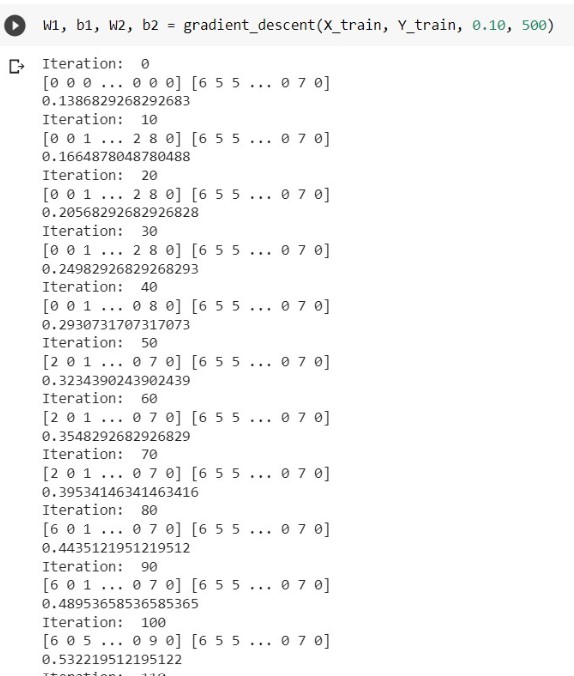 W1, b1, W2, b2 = gradient_descent(X_train, Y_train, 0.10, 500)
Iteration:  0
[0 0 0 ... 0 0 0] [6 5 5 ... 0 7 0]
0.1386829268292683
Iteration:  10
[0 0 1 ... 2 8 0] [6 5 5 ... 0 7 0]
0.1664878048780488
Iteration:  20
[0 0 1 ... 2 8 0] [6 5 5 ... 0 7 0]
0.20568292682926828
Iteration:  30
[0 0 1 ... 2 8 0] [6 5 5 ... 0 7 0]
0.24982926829268293
Iteration:  40
[0 0 1 ... 0 8 0] [6 5 5 ... 0 7 0]
0.2930731707317073
Iteration:  50
[2 0 1 ... 0 7 0] [6 5 5 ... 0 7 0]
0.3234390243902439
Iteration:  60
[2 0 1 ... 0 7 0] [6 5 5 ... 0 7 0]
0.3548292682926829
Iteration:  70
[2 0 1 ... 0 7 0] [6 5 5 ... 0 7 0]
0.39534146341463416
Iteration:  80
[6 0 1 ... 0 7 0] [6 5 5 ... 0 7 0]
0.4435121951219512
Iteration:  90
[6 0 1 ... 0 7 0] [6 5 5 ... 0 7 0]
0.48953658536585365
Iteration:  100
[6 0 5 ... 0 9 0] [6 5 5 ... 0 7 0]
0.532219512195122